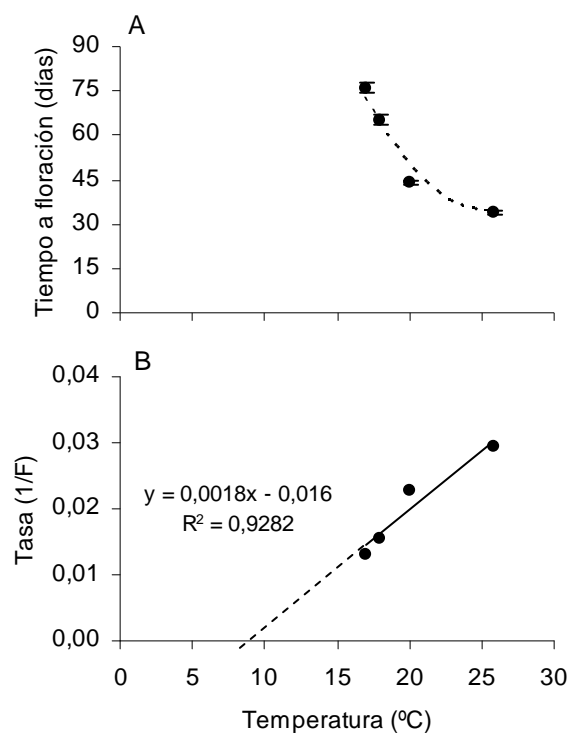 A
Tiempo a floración (días)
90
75
60
45
30
15
0
B
Tasa (1/F)
0,04
0,03
0,02
0,01
0,00
y = 0,0018x - 0,016
R² = 0,9282
0 5 10 15 20 25 30
Temperatura (ºC)